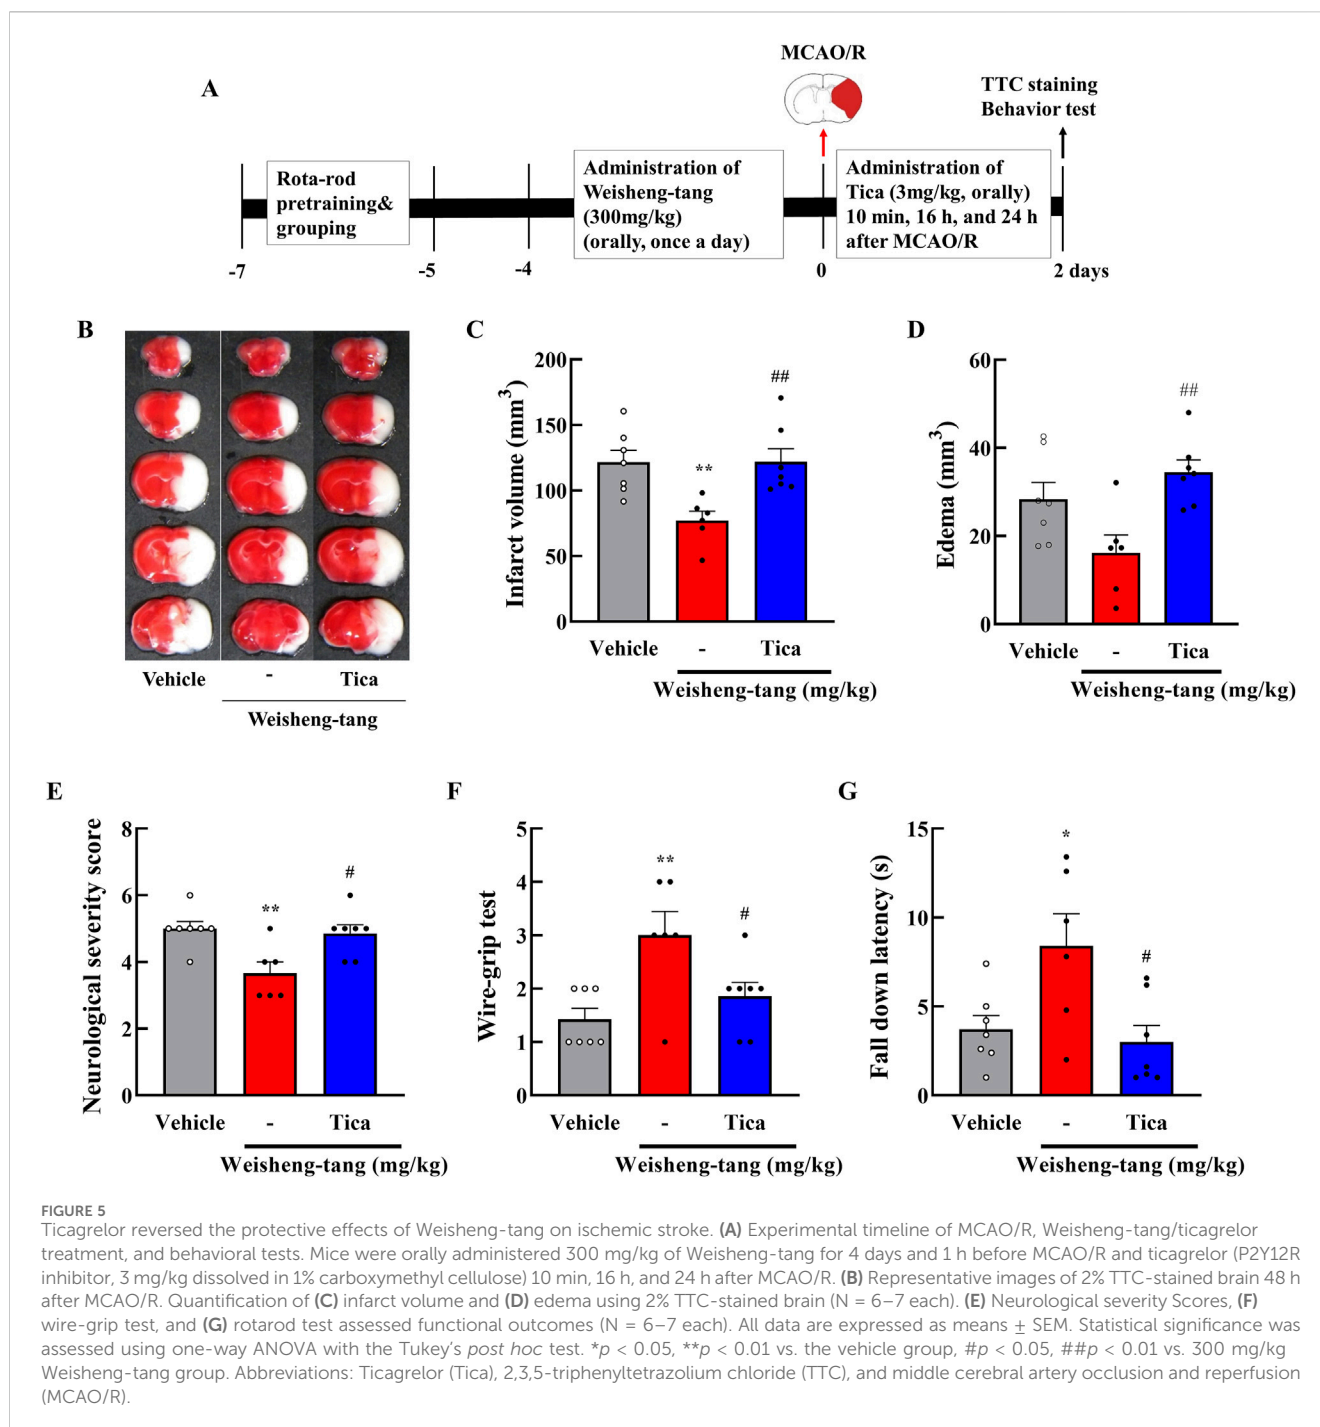 A
MCAO/R
TTC staining
Behavior test
Rota-rod
pretraining&
grouping
Administration of
Weisheng-tang
(300mg/kg)
(orally, once a day)
Administration of
Tica (3mg/kg, orally)
10 min, 16 h, and 24 h
after MCAO/R
-7
-5
-4
0
2 days
B
Vehicle
-
Tica
Weisheng-tang
C
Infarct volume (mm³)
200
150
100
50
0
**
##
Vehicle
-
Tica
Weisheng-tang (mg/kg)
D
Edema (mm³)
60
40
20
0
##
Vehicle
-
Tica
Weisheng-tang (mg/kg)
E
Neurological severity score
8
6
4
2
0
**
#
Vehicle
-
Tica
Weisheng-tang (mg/kg)
F
Wire-grip test
5
4
3
2
1
0
**
#
Vehicle
-
Tica
Weisheng-tang (mg/kg)
G
Fall down latency (s)
15
10
5
0
*
#
Vehicle
-
Tica
Weisheng-tang (mg/kg)
FIGURE 5
Ticagrelor reversed the protective effects of Weisheng-tang on ischemic stroke. (A) Experimental timeline of MCAO/R, Weisheng-tang/ticagrelor
treatment, and behavioral tests. Mice were orally administered 300 mg/kg of Weisheng-tang for 4 days and 1 h before MCAO/R and ticagrelor (P2Y12R
inhibitor, 3 mg/kg dissolved in 1% carboxymethyl cellulose) 10 min, 16 h, and 24 h after MCAO/R. (B) Representative images of 2% TTC-stained brain 48 h
after MCAO/R. Quantification of (C) infarct volume and (D) edema using 2% TTC-stained brain (N = 6–7 each). (E) Neurological severity Scores, (F)
wire-grip test, and (G) rotarod test assessed functional outcomes (N = 6–7 each). All data are expressed as means ± SEM. Statistical significance was
assessed using one-way ANOVA with the Tukey's post hoc test. *p < 0.05, **p < 0.01 vs. the vehicle group, #p < 0.05, ##p < 0.01 vs. 300 mg/kg
Weisheng-tang group. Abbreviations: Ticagrelor (Tica), 2,3,5-triphenyltetrazolium chloride (TTC), and middle cerebral artery occlusion and reperfusion
(MCAO/R).